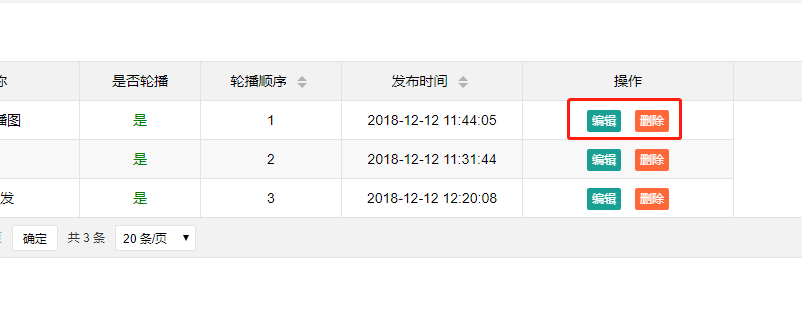 称 是否轮播 轮播顺序 发布时间 操作
播图 是 1 2018-12-12 11:44:05 编辑 删除
是 2 2018-12-12 11:31:44 编辑 删除
发 是 3 2018-12-12 12:20:08 编辑 删除
确定 共 3 条 20 条/页